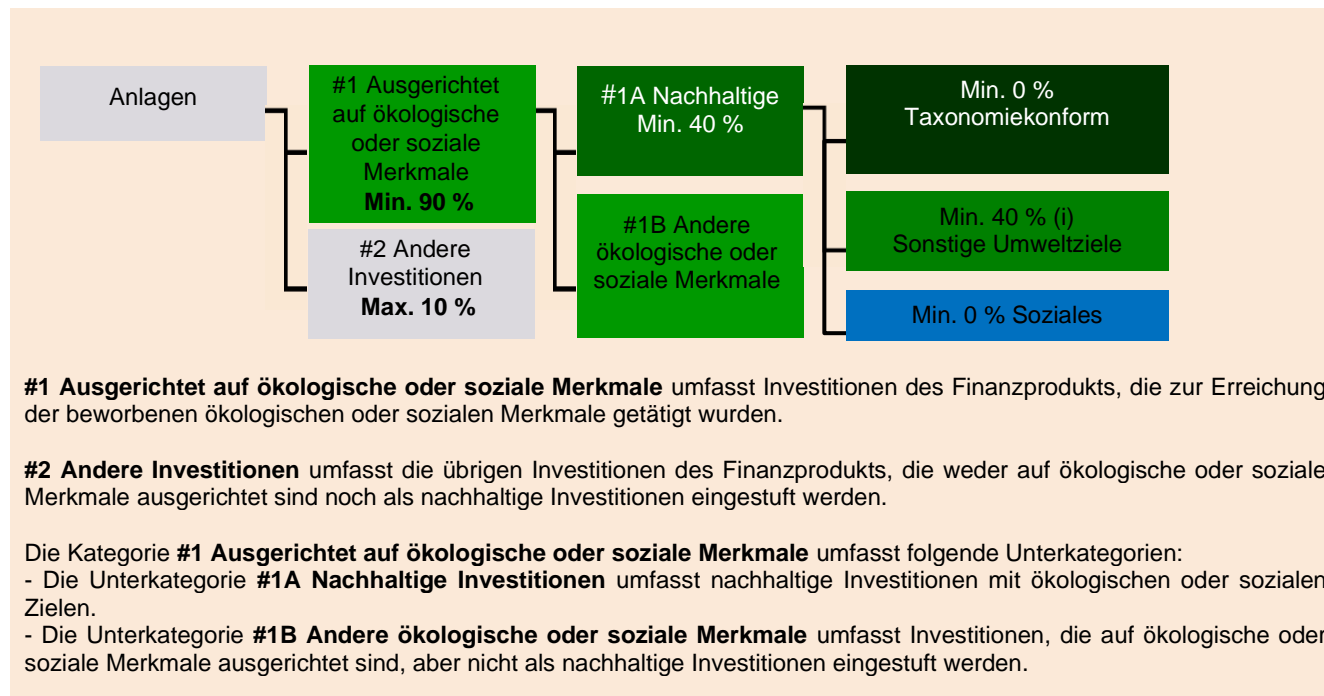 Anlagen
#1 Ausgerichtet
auf ökologische
oder soziale
Merkmale
Min. 90 %
#2 Andere
Investitionen
Max. 10 %
#1A Nachhaltige
Min. 40 %
#1B Andere
ökologische oder
soziale Merkmale
Min. 0 %
Taxonomiekonform
Min. 40 % (i)
Sonstige Umweltziele
Min. 0 % Soziales
#1 Ausgerichtet auf ökologische oder soziale Merkmale umfasst Investitionen des Finanzprodukts, die zur Erreichung
der beworbenen ökologischen oder sozialen Merkmale getätigt wurden.
#2 Andere Investitionen umfasst die übrigen Investitionen des Finanzprodukts, die weder auf ökologische oder soziale
Merkmale ausgerichtet sind noch als nachhaltige Investitionen eingestuft werden.
Die Kategorie #1 Ausgerichtet auf ökologische oder soziale Merkmale umfasst folgende Unterkategorien:
- Die Unterkategorie #1A Nachhaltige Investitionen umfasst nachhaltige Investitionen mit ökologischen oder sozialen
Zielen.
- Die Unterkategorie #1B Andere ökologische oder soziale Merkmale umfasst Investitionen, die auf ökologische oder
soziale Merkmale ausgerichtet sind, aber nicht als nachhaltige Investitionen eingestuft werden.